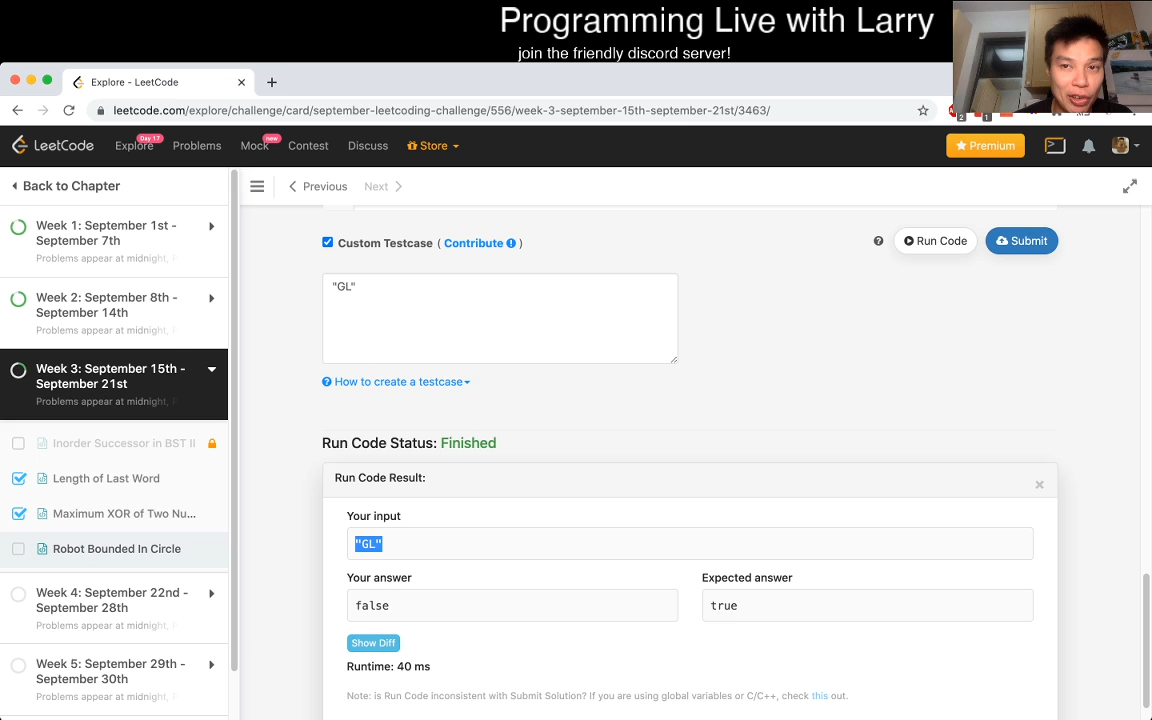 Programming Live with Larry
join the friendly discord server!
Explore - LeetCode
leetcode.com/explore/challenge/card/september-leetcoding-challenge/556/week-3-september-15th-september-21st/3463/
2
1
LeetCode
Explore
Day 17
Problems
Mock
new
Contest
Discuss
Store
Premium
Back to Chapter
Previous
Next
Week 1: September 1st -
September 7th
Problems appear at midnight,
Week 2: September 8th -
September 14th
Problems appear at midnight,
Week 3: September 15th -
September 21st
Problems appear at midnight,
Inorder Successor in BST II
Length of Last Word
Maximum XOR of Two Nu...
Robot Bounded In Circle
Week 4: September 22nd -
September 28th
Problems appear at midnight,
Week 5: September 29th -
September 30th
Problems appear at midnight,
Custom Testcase ( Contribute )
Run Code
Submit
"GL"
How to create a testcase
Run Code Status: Finished
Run Code Result:
Your input
"GL"
Your answer
Expected answer
false
true
Show Diff
Runtime: 40 ms
Note: is Run Code inconsistent with Submit Solution? If you are using global variables or C/C++, check this out.